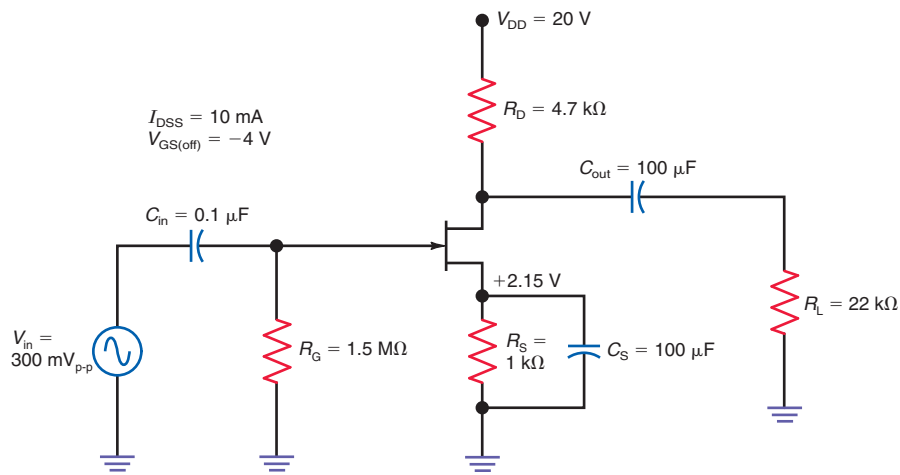 V_DD = 20 V
R_D = 4.7 kΩ
I_DSS = 10 mA
V_GS(off) = −4 V
C_out = 100 μF
C_in = 0.1 μF
+2.15 V
V_in =
300 mV_p-p
R_G = 1.5 MΩ
R_S =
1 kΩ
C_S = 100 μF
R_L = 22 kΩ